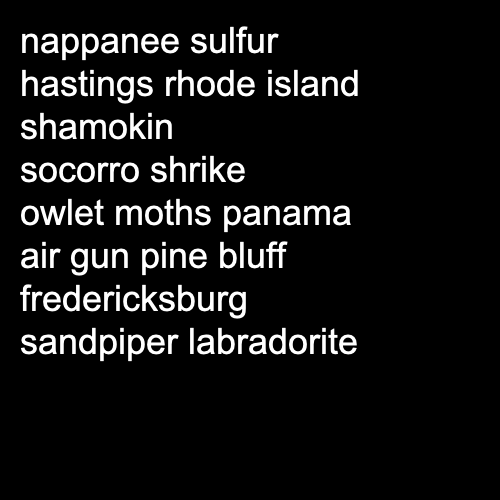 nappanee sulfur
hastings rhode island
shamokin
socorro shrike
owlet moths panama
air gun pine bluff
fredericksburg
sandpiper labradorite